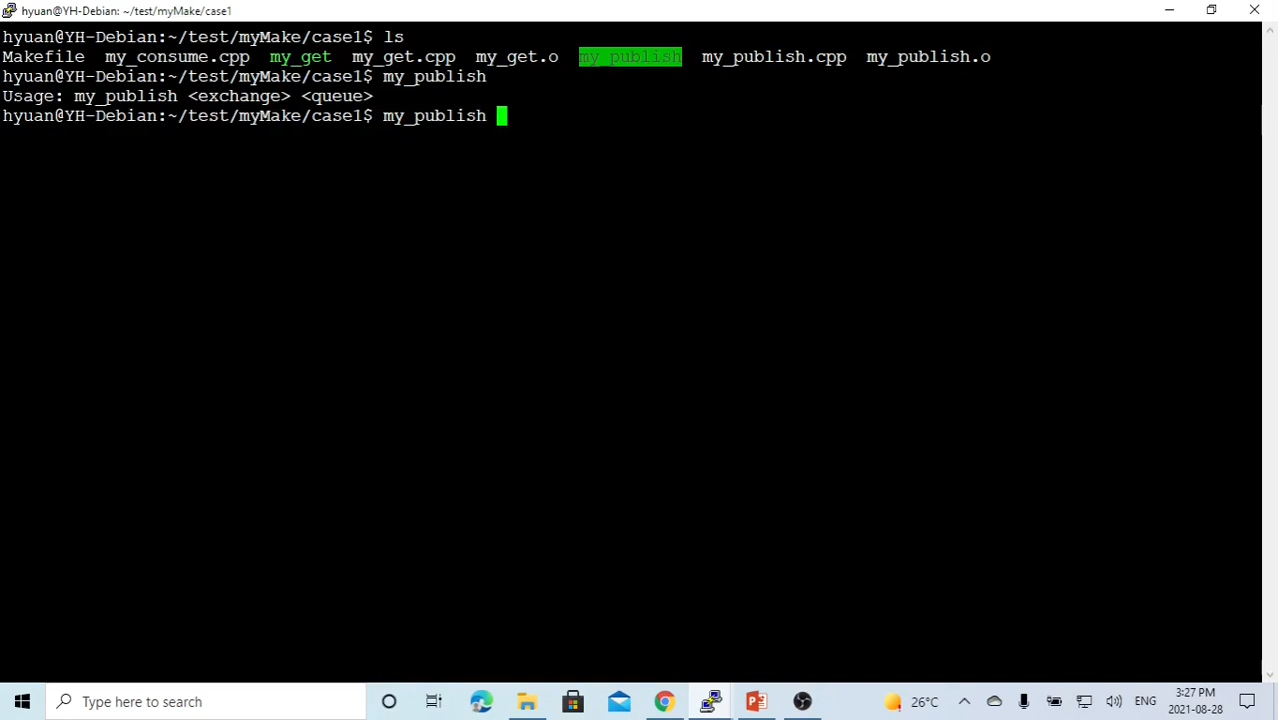 hyuan@YH-Debian: ~/test/myMake/case1
hyuan@YH-Debian:~/test/myMake/case1$ ls
Makefile my_consume.cpp my_get my_get.cpp my_get.o my_publish my_publish.cpp my_publish.o
hyuan@YH-Debian:~/test/myMake/case1$ my_publish
Usage: my_publish <exchange> <queue>
hyuan@YH-Debian:~/test/myMake/case1$ my_publish
Type here to search
26°C
ENG
3:27 PM
2021-08-28